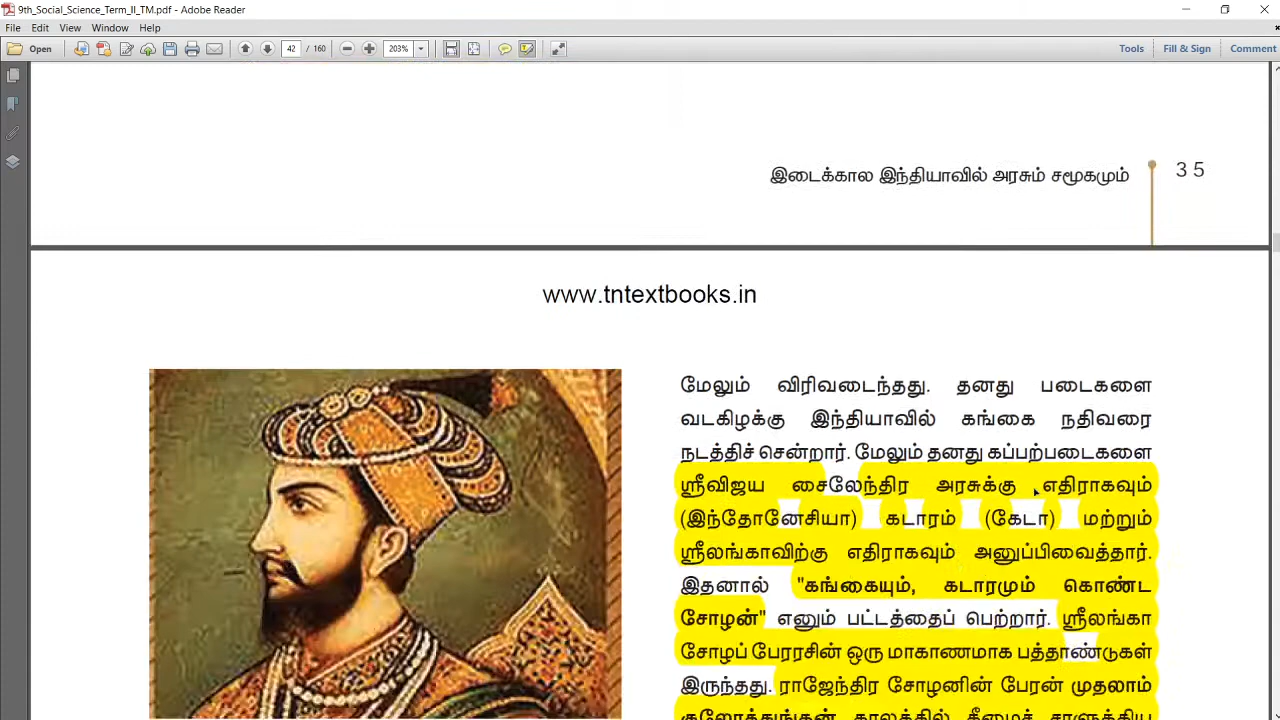 9th_Social_Science_Term_II_TM.pdf - Adobe Reader
File Edit View Window Help
Open 42 / 160 203% Tools Fill & Sign Comment
இடைக்கால இந்தியாவில் அரசும் சமூகமும் 35
www.tntextbooks.in
மேலும் விரிவடைந்தது. தனது படைகளை
வடகிழக்கு இந்தியாவில் கங்கை நதிவரை
நடத்திச் சென்றார். மேலும் தனது கப்பற்படைகளை
ஸ்ரீவிஜய சைலேந்திர அரசுக்கு எதிராகவும்
(இந்தோனேசியா) கடாரம் (கேடா) மற்றும்
ஸ்ரீலங்காவிற்கு எதிராகவும் அனுப்பிவைத்தார்.
இதனால் "கங்கையும், கடாரமும் கொண்ட
சோழன்" எனும் பட்டத்தைப் பெற்றார். ஸ்ரீலங்கா
சோழப் பேரரசின் ஒரு மாகாணமாக பத்தாண்டுகள்
இருந்தது. ராஜேந்திர சோழனின் பேரன் முதலாம்
குலோத்துங்கன் காலத்தில் கீழைச் சாளுக்கிய